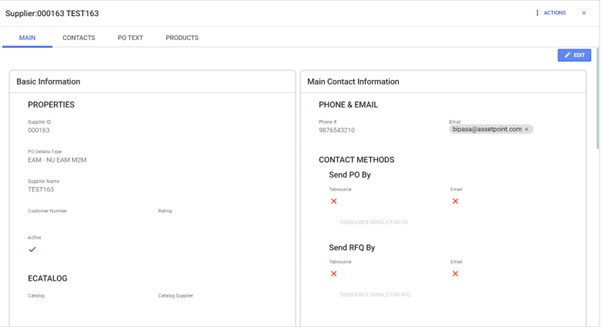 Supplier:000163 TEST163
ACTIONS ×
MAIN CONTACTS PO TEXT PRODUCTS
EDIT
Basic Information
PROPERTIES
Supplier ID
000163
PO Details-Type
EAM - NU EAM M2M
Supplier Name
TEST163
Customer Number Rating
Active
ECATALOG
Catalog Catalog Supplier
Main Contact Information
PHONE & EMAIL
Phone # Email
9876543210 bipasa@assetpoint.com ×
CONTACT METHODS
Send PO By
Tabsource Email
TABSOURCE EMAILS FOR PO
Send RFQ By
Tabsource Email
TABSOURCE EMAILS FOR RFQ